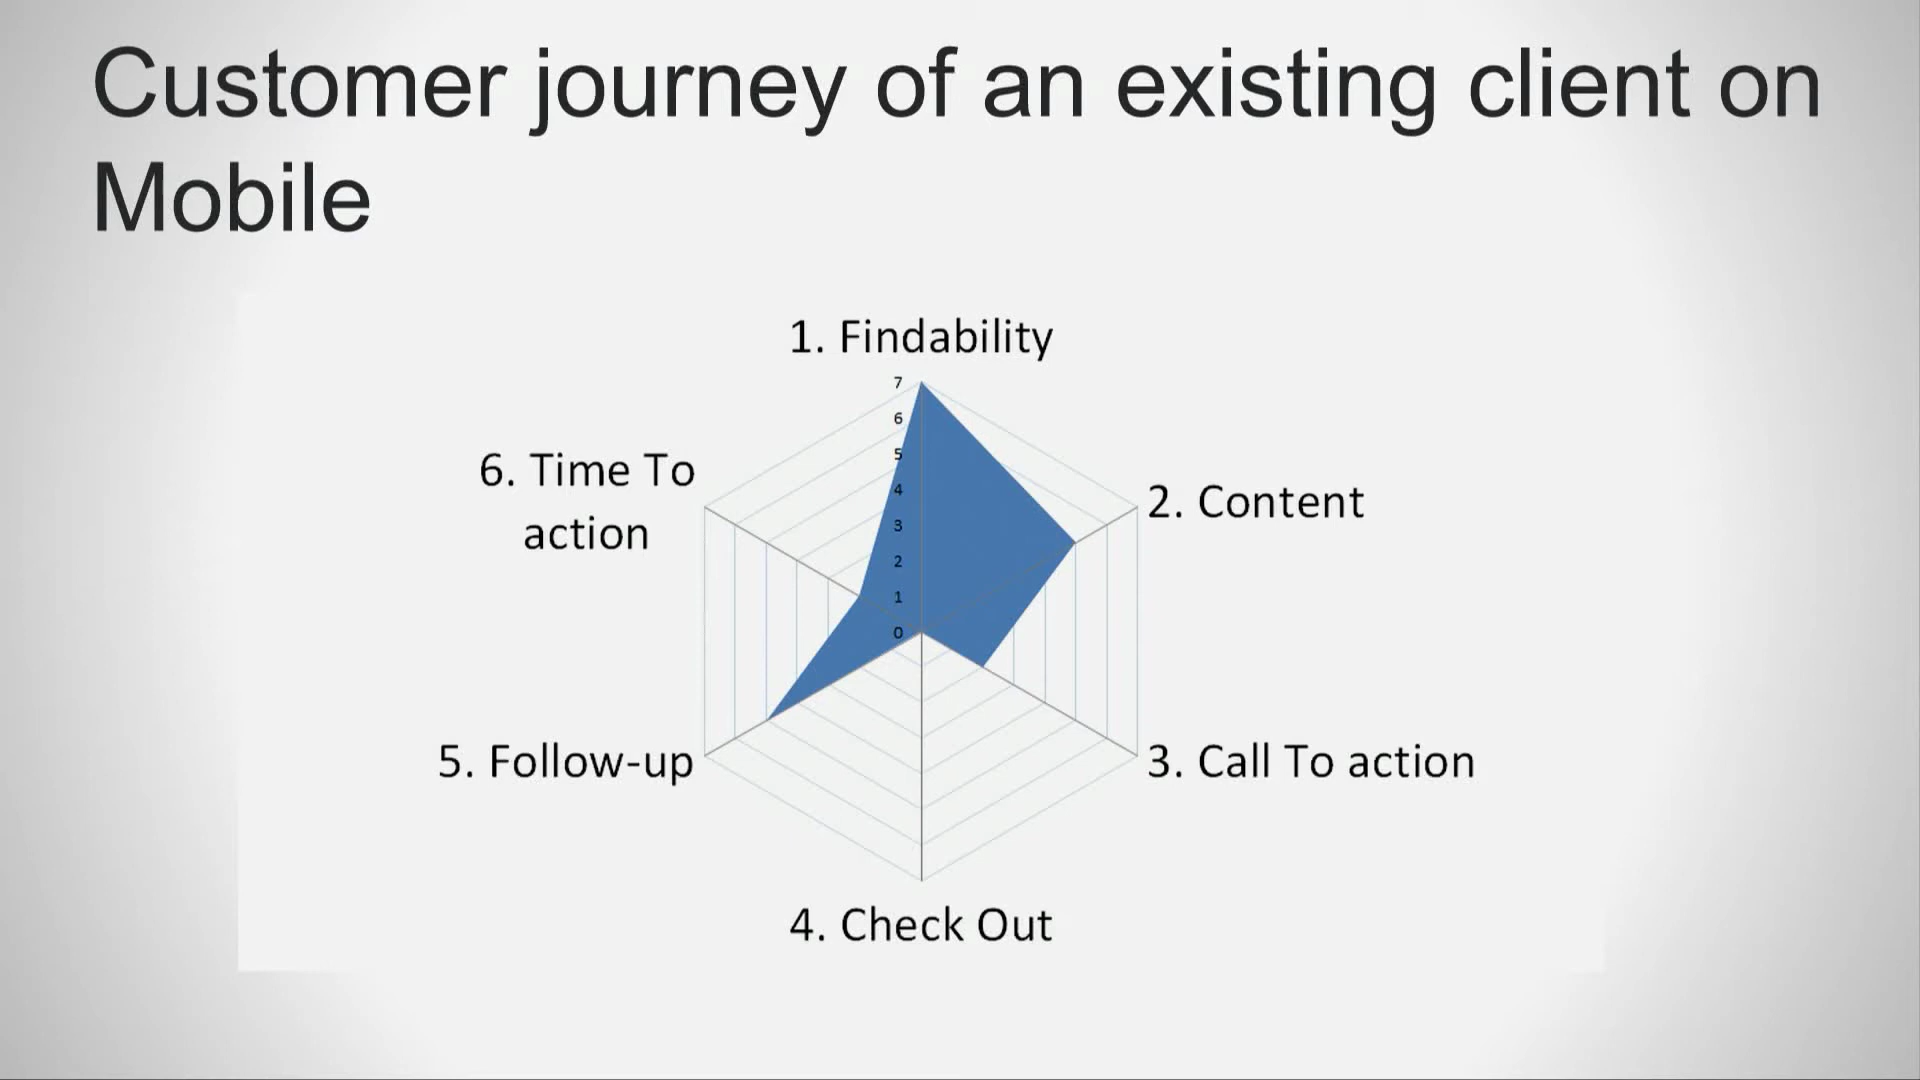 Customer journey of an existing client on
Mobile
1. Findability
7
6
5
4
3
2
1
0
6. Time To
action
2. Content
5. Follow-up
3. Call To action
4. Check Out